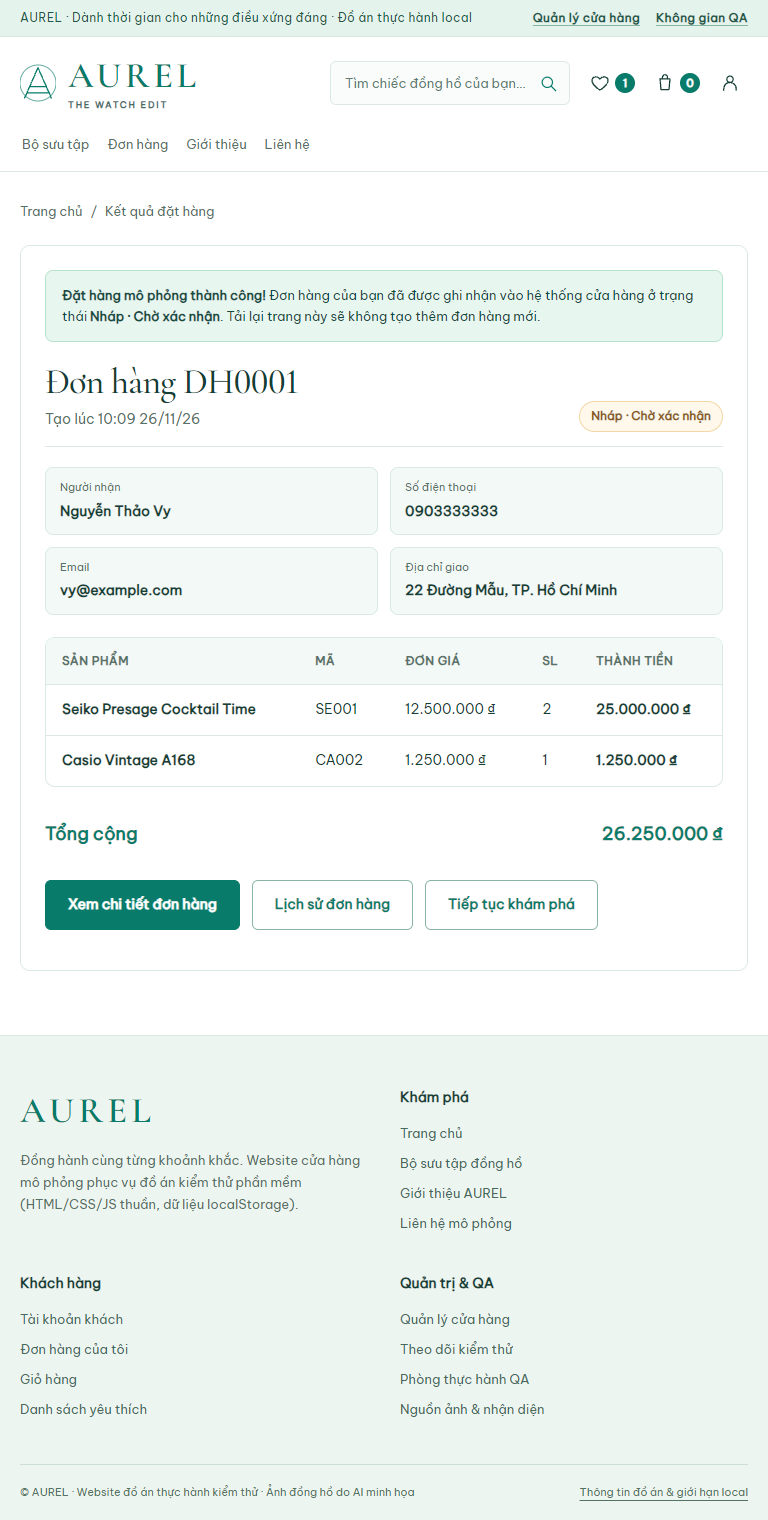 AUREL · Dành thời gian cho những điều xứng đáng · Đồ án thực hành local
Quản lý cửa hàng
Không gian QA
AUREL
THE WATCH EDIT
Tìm chiếc đồng hồ của bạn...
1
0
Bộ sưu tập
Đơn hàng
Giới thiệu
Liên hệ
Trang chủ / Kết quả đặt hàng
Đặt hàng mô phỏng thành công! Đơn hàng của bạn đã được ghi nhận vào hệ thống cửa hàng ở trạng
thái Nháp · Chờ xác nhận. Tải lại trang này sẽ không tạo thêm đơn hàng mới.
Đơn hàng DH0001
Tạo lúc 10:09 26/11/26
Nháp · Chờ xác nhận
Người nhận
Nguyễn Thảo Vy
Số điện thoại
0903333333
Email
vy@example.com
Địa chỉ giao
22 Đường Mẫu, TP. Hồ Chí Minh
SẢN PHẨM MÃ ĐƠN GIÁ SL THÀNH TIỀN
Seiko Presage Cocktail Time SE001 12.500.000 ₫ 2 25.000.000 ₫
Casio Vintage A168 CA002 1.250.000 ₫ 1 1.250.000 ₫
Tổng cộng 26.250.000 ₫
Xem chi tiết đơn hàng
Lịch sử đơn hàng
Tiếp tục khám phá
AUREL
Đồng hành cùng từng khoảnh khắc. Website cửa hàng
mô phỏng phục vụ đồ án kiểm thử phần mềm
(HTML/CSS/JS thuần, dữ liệu localStorage).
Khám phá
Trang chủ
Bộ sưu tập đồng hồ
Giới thiệu AUREL
Liên hệ mô phỏng
Khách hàng
Tài khoản khách
Đơn hàng của tôi
Giỏ hàng
Danh sách yêu thích
Quản trị & QA
Quản lý cửa hàng
Theo dõi kiểm thử
Phòng thực hành QA
Nguồn ảnh & nhận diện
© AUREL · Website đồ án thực hành kiểm thử · Ảnh đồng hồ do AI minh họa
Thông tin đồ án & giới hạn local